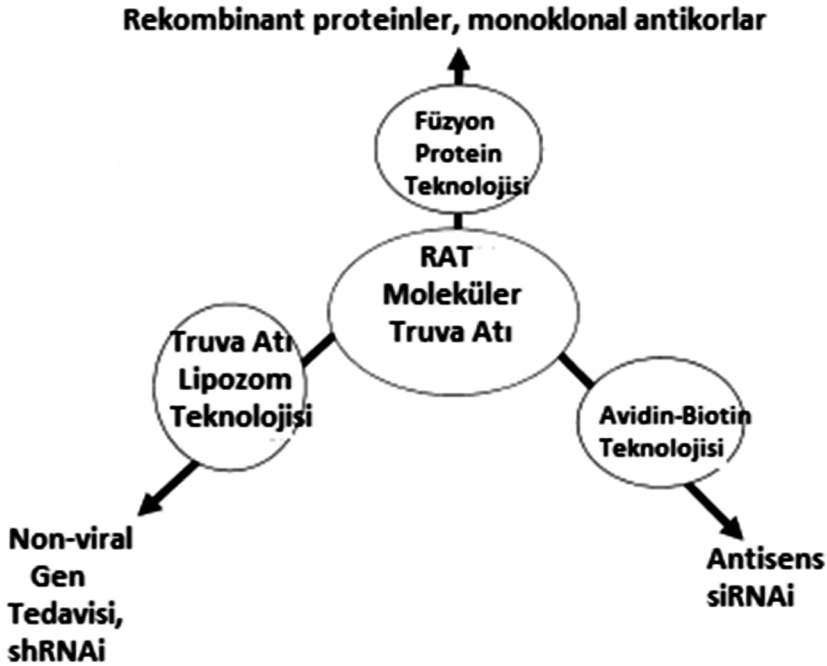 Rekombinant proteinler, monoklonal antikorlar
Füzyon
Protein
Teknolojisi
RAT
Moleküler
Truva Atı
Truva Atı
Lipozom
Teknolojisi
Avidin-Biotin
Teknolojisi
Non-viral
Gen
Tedavisi,
shRNAi
Antisens
siRNAi